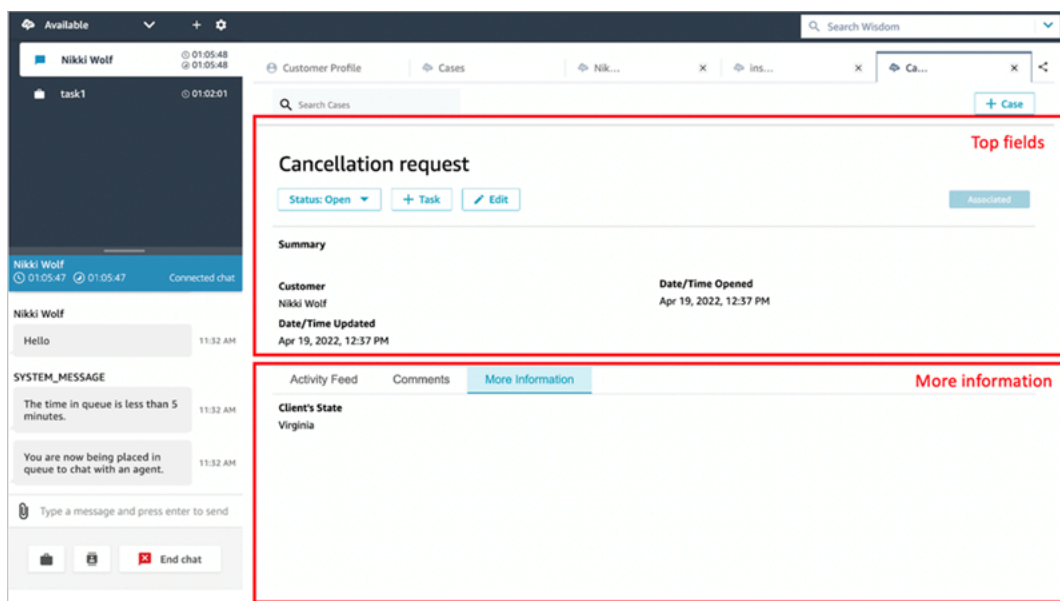 Available
Search Wisdom
Nikki Wolf
01:05:48
01:05:48
task1
01:02:01
Customer Profile
Cases
Nik...
ins...
Ca...
Search Cases
+ Case
Top fields
Cancellation request
Status: Open
+ Task
Edit
Associated
Summary
Customer
Nikki Wolf
Date/Time Opened
Apr 19, 2022, 12:37 PM
Date/Time Updated
Apr 19, 2022, 12:37 PM
Activity Feed
Comments
More Information
More information
Client's State
Virginia
Nikki Wolf
01:05:47
01:05:47
Connected chat
Nikki Wolf
Hello
11:32 AM
SYSTEM_MESSAGE
The time in queue is less than 5
minutes.
11:32 AM
You are now being placed in
queue to chat with an agent.
11:32 AM
Type a message and press enter to send
End chat